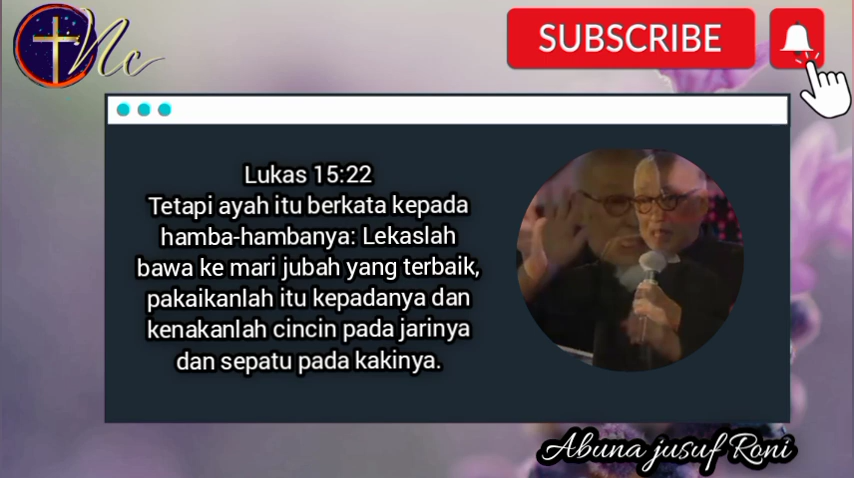 Nc
SUBSCRIBE
Lukas 15:22
Tetapi ayah itu berkata kepada
hamba-hambanya: Lekaslah
bawa ke mari jubah yang terbaik,
pakaikanlah itu kepadanya dan
kenakanlah cincin pada jarinya
dan sepatu pada kakinya.
Abuna jusuf Roni